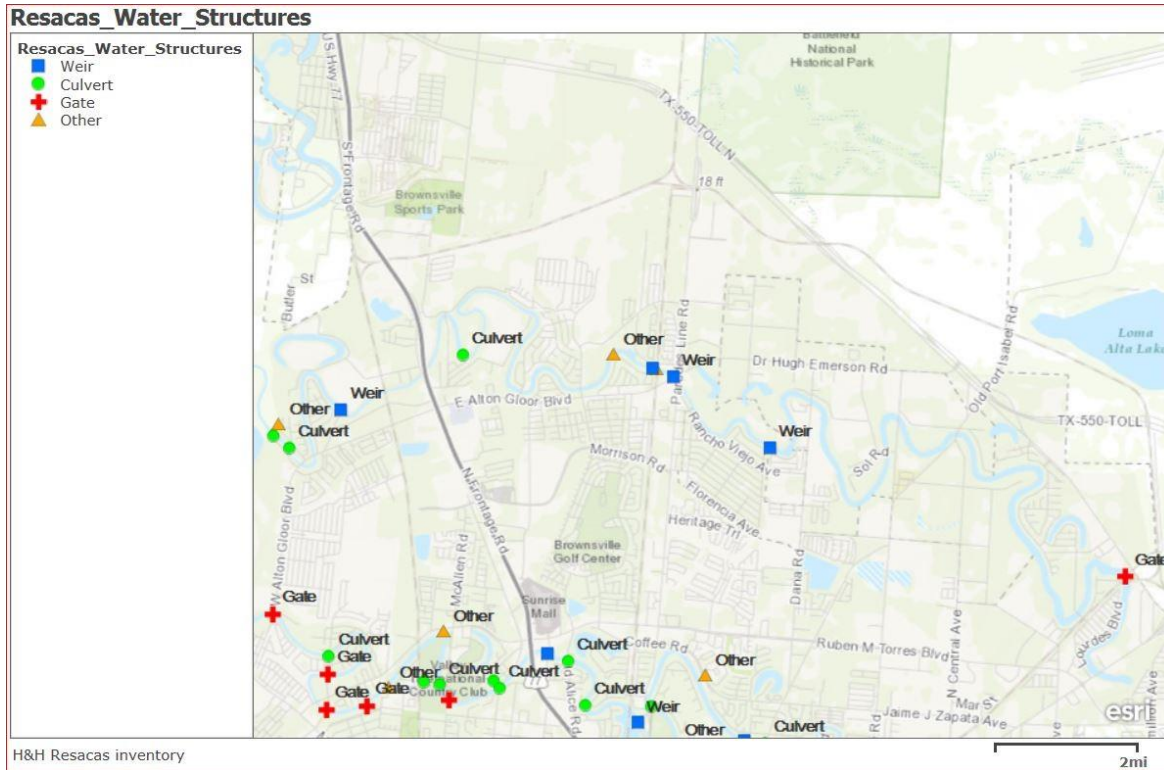 Resacas_Water_Structures
Resacas_Water_Structures
Weir
Culvert
Gate
Other
Battlefield
National
Historical Park
US Hwy 77
TX-550-TOLL N
S Frontage Rd
18 ft
Brownsville
Sports Park
Butler
St
Paredes Line Rd
Old Port Isabel Rd
Loma
Alta Lake
Culvert
Other
Weir
Dr Hugh Emerson Rd
Other
Weir
E Alton Gloor Blvd
Culvert
TX-550-TOLL
Rancho Viejo Ave
Weir
Morrison Rd
Sol Rd
N Frontage Rd
Florencia Ave
Heritage Trl
W Alton Gloor Blvd
Brownsville
Golf Center
McAllen Rd
Dana Rd
Gate
Gate
Sunrise
Mall
Other
Culvert
Coffee Rd
Ruben M Torres Blvd
N Central Ave
Lourdes Blvd
Gate
Other
Culvert
Culvert
Culvert
Other
Country Club
Gate
Gate
Culvert
Weir
Mar St
Jaime J Zapata Ave
Rd
Ave
Other
Culvert
esri
H&H Resacas inventory
2mi